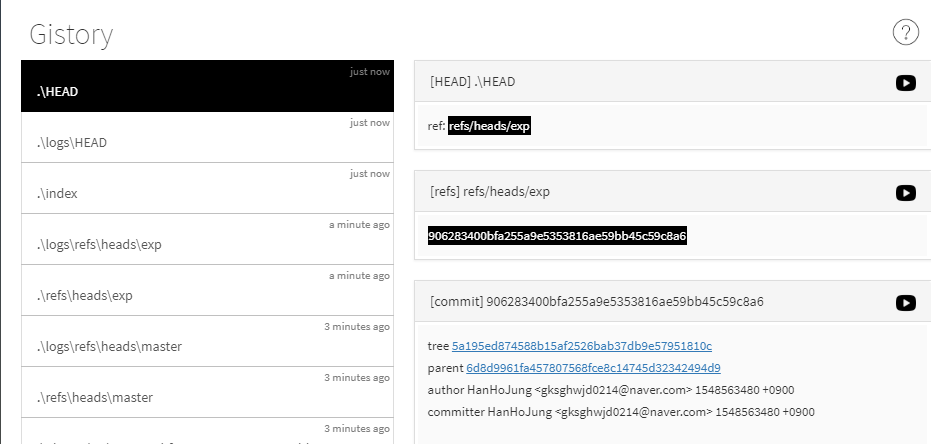 Gistory
?
just now
.\HEAD
just now
.\logs\HEAD
just now
.\index
a minute ago
.\logs\refs\heads\exp
a minute ago
.\refs\heads\exp
3 minutes ago
.\logs\refs\heads\master
3 minutes ago
.\refs\heads\master
3 minutes ago
[HEAD] .\HEAD
ref: refs/heads/exp
[refs] refs/heads/exp
906283400bfa255a9e5353816ae59bb45c59c8a6
[commit] 906283400bfa255a9e5353816ae59bb45c59c8a6
tree 5a195ed874588b15af2526bab37db9e57951810c
parent 6d8d9961fa457807568fce8c14745d32342494d9
author HanHoJung <gksghwjd0214@naver.com> 1548563480 +0900
committer HanHoJung <gksghwjd0214@naver.com> 1548563480 +0900